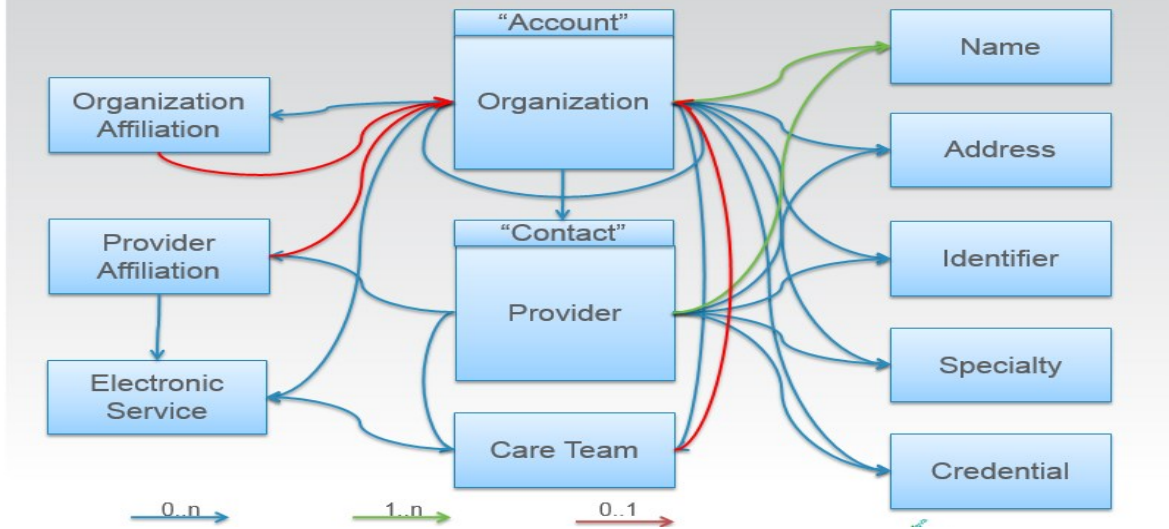 “Account”
Organization
Name
Organization
Affiliation
Address
“Contact”
Provider
Provider
Affiliation
Identifier
Electronic
Service
Specialty
Care Team
Credential
0..n
1..n
0..1